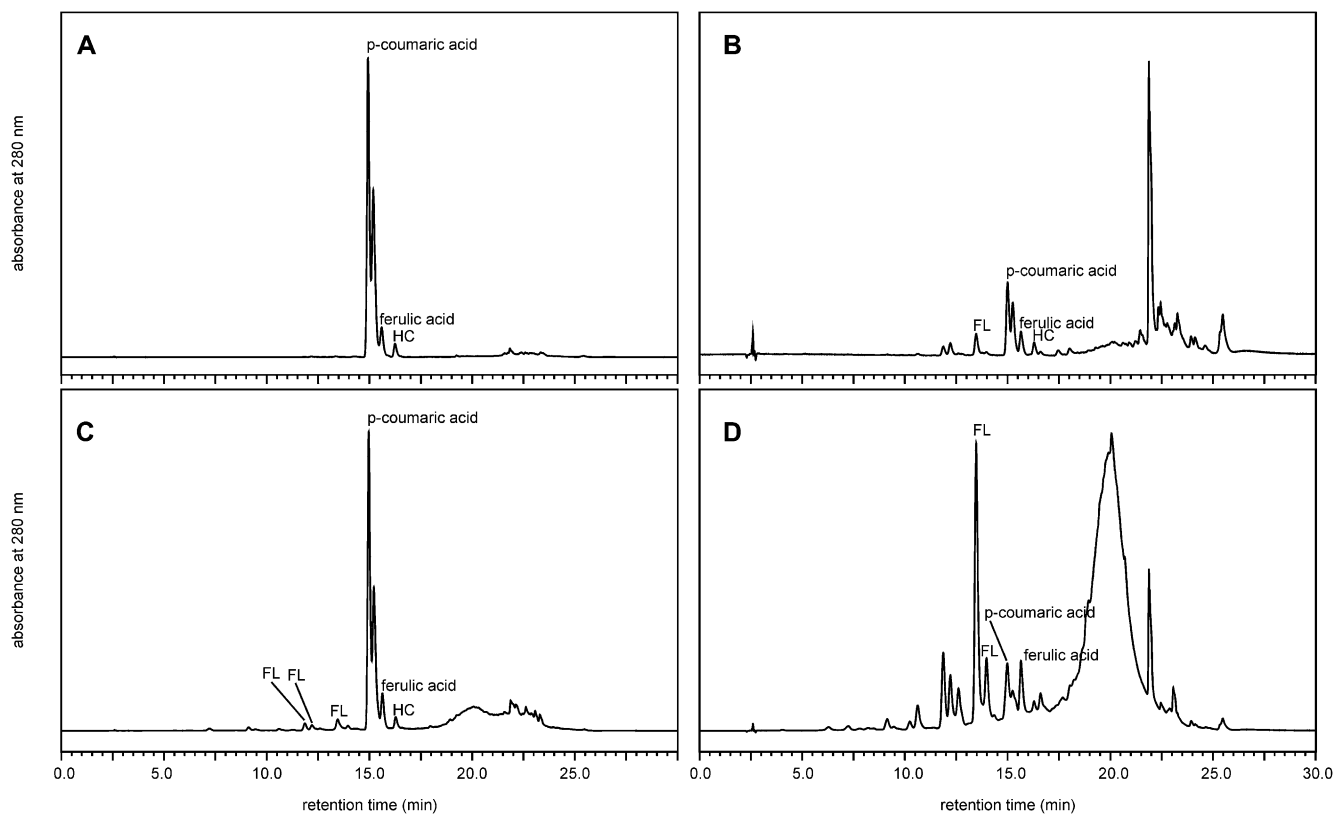 A
p-coumaric acid
ferulic acid
HC
absorbance at 280 nm
B
p-coumaric acid
FL
ferulic acid
HC
C
p-coumaric acid
FL FL
FL
ferulic acid
HC
absorbance at 280 nm
0.0 5.0 10.0 15.0 20.0 25.0
retention time (min)
D
FL
p-coumaric acid
FL
ferulic acid
0.0 5.0 10.0 15.0 20.0 25.0 30.0
retention time (min)